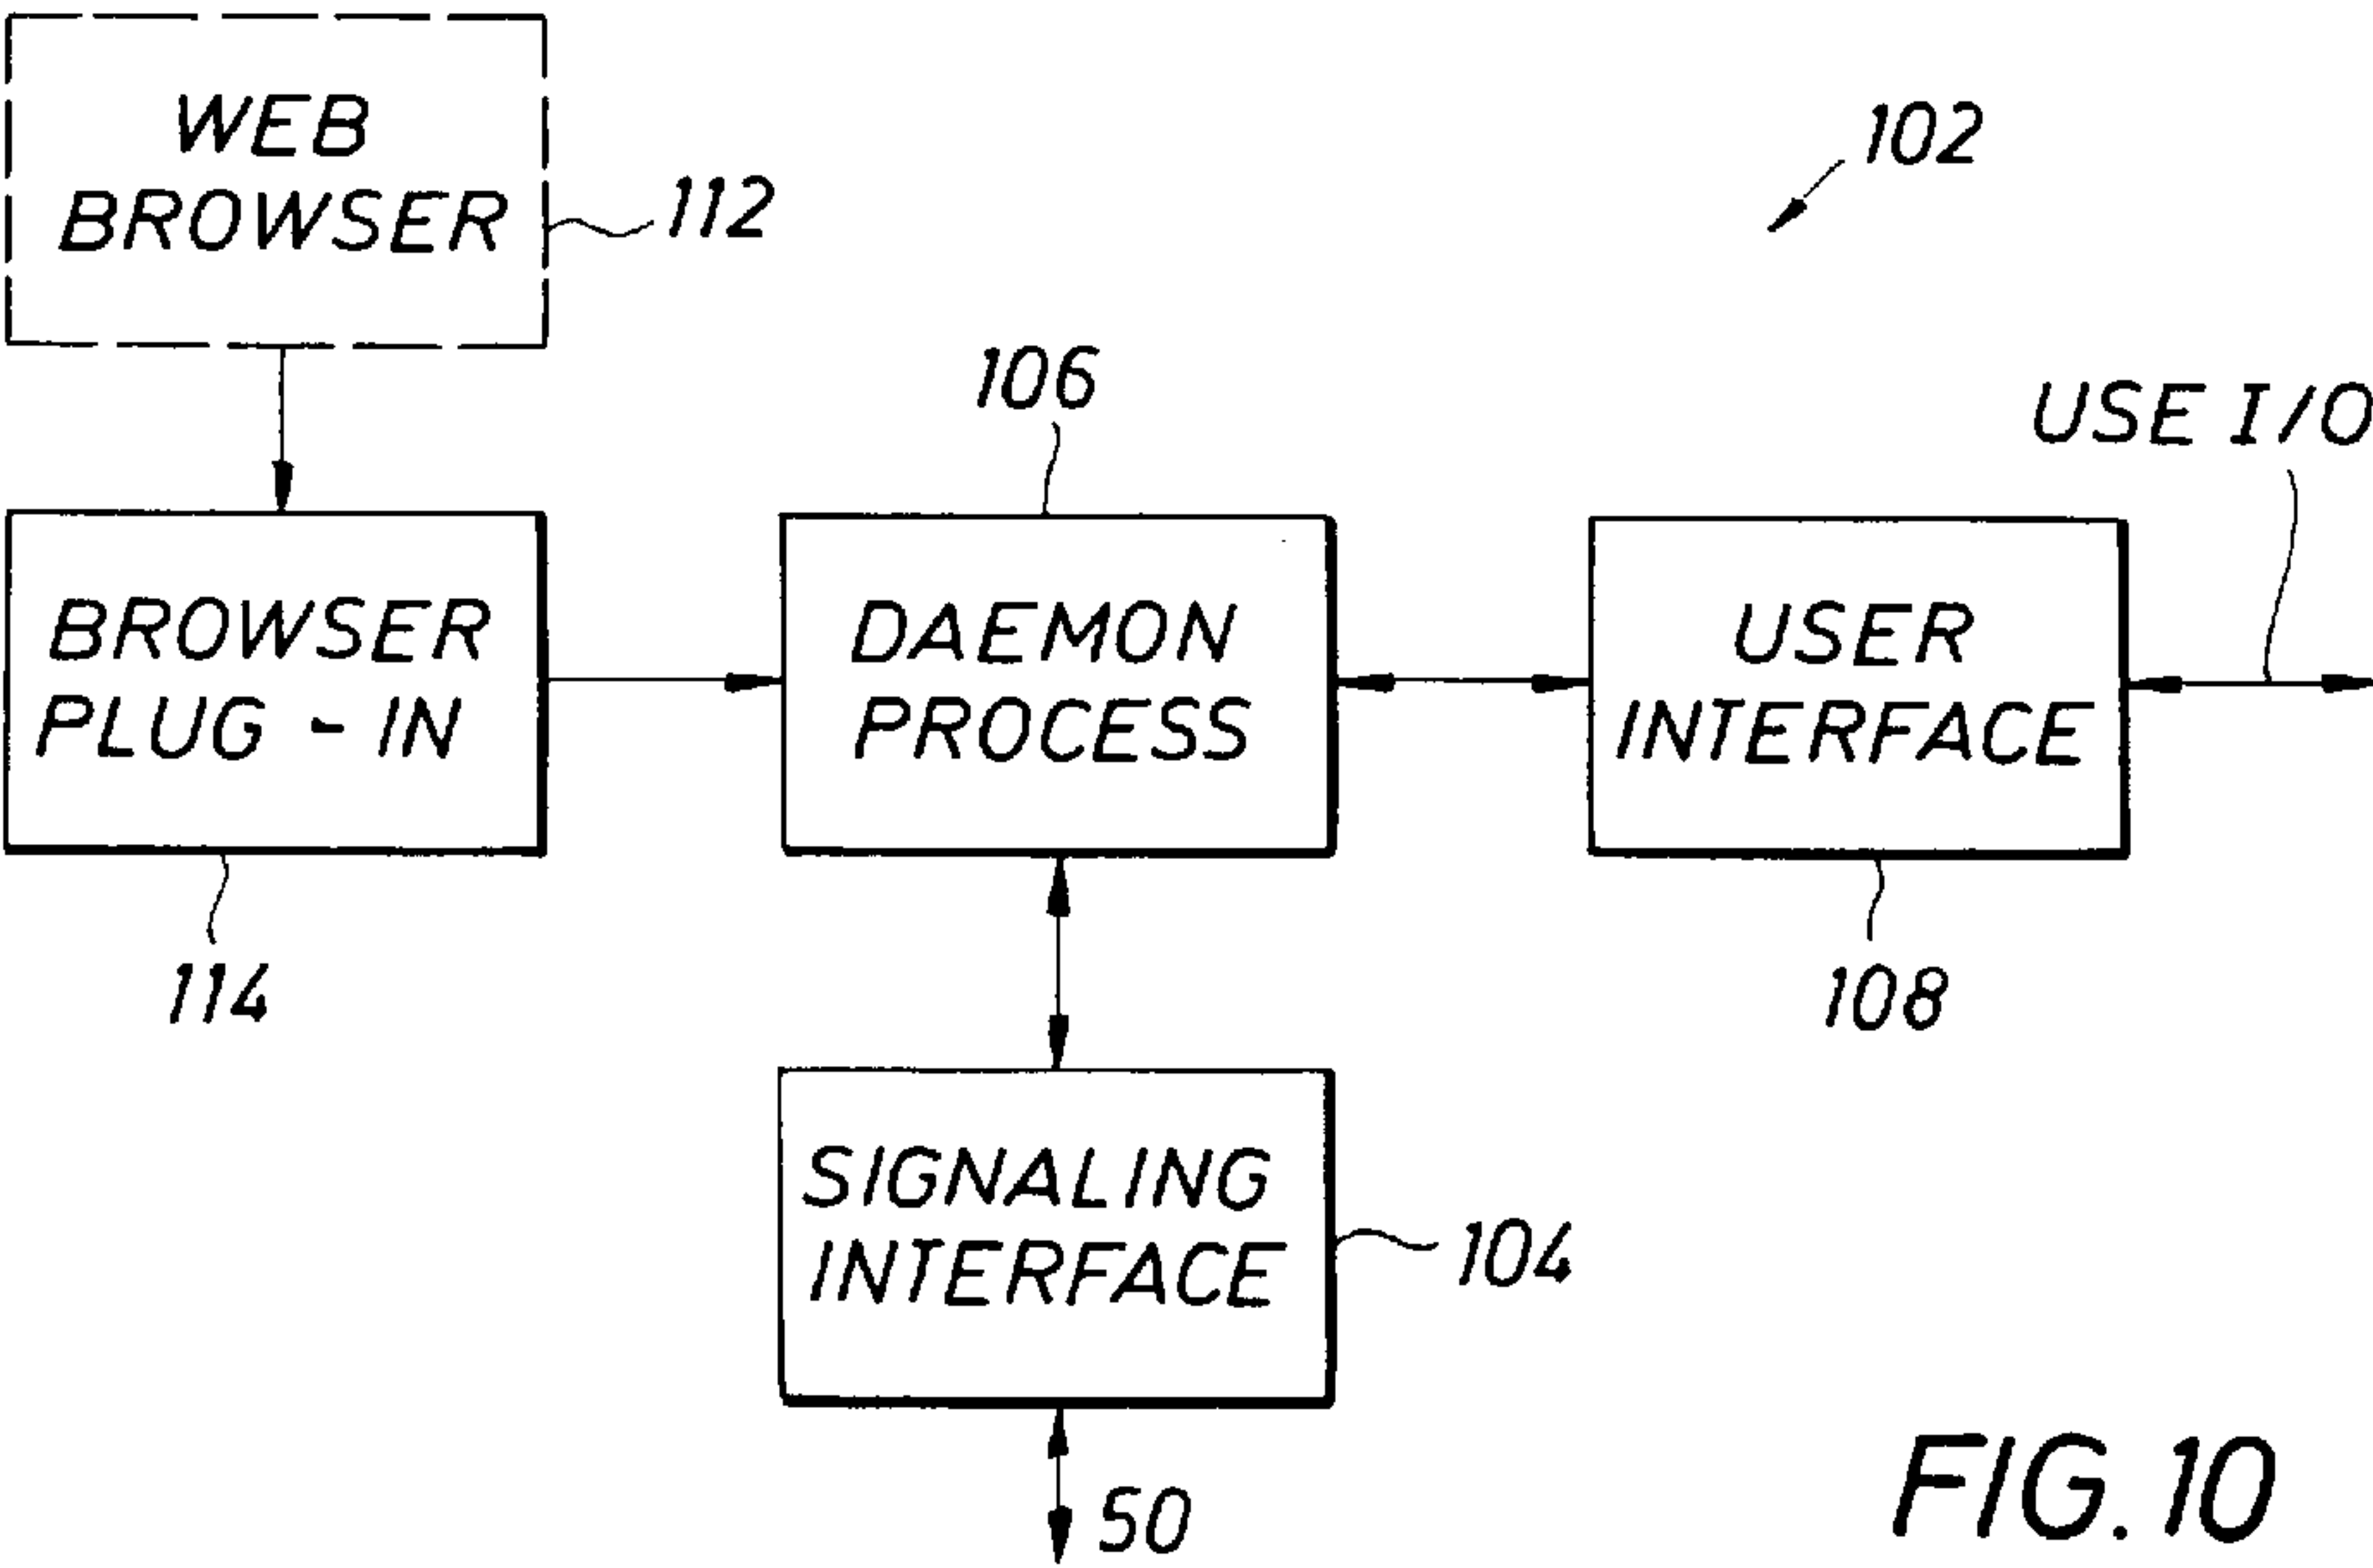 WEB
BROWSER
112
102
106
USE I/O
BROWSER
PLUG-IN
DAEMON
PROCESS
USER
INTERFACE
114
108
SIGNALING
INTERFACE
104
50
FIG. 10